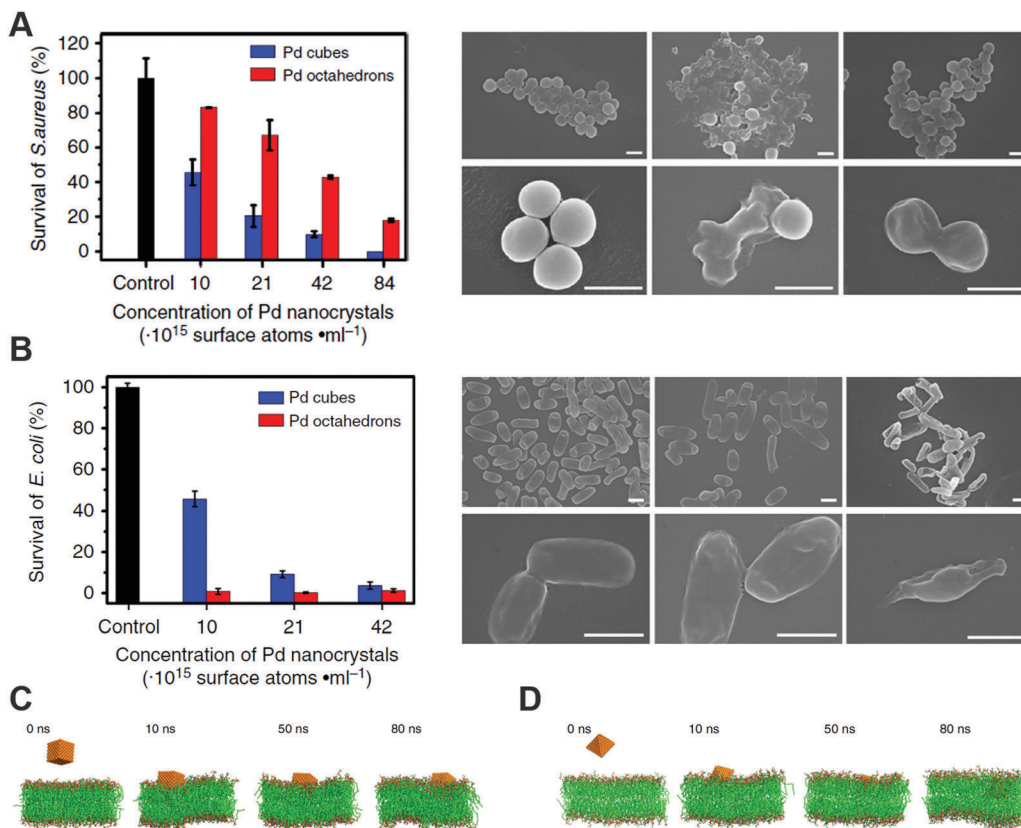 A
120
100
80
60
40
20
0
Survival of S.aureus (%)
Pd cubes
Pd octahedrons
Control 10 21 42 84
Concentration of Pd nanocrystals
(·10¹⁵ surface atoms •ml⁻¹)
B
100
80
60
40
20
0
Survival of E. coli (%)
Pd cubes
Pd octahedrons
Control 10 21 42
Concentration of Pd nanocrystals
(·10¹⁵ surface atoms •ml⁻¹)
C
0 ns 10 ns 50 ns 80 ns
D
0 ns 10 ns 50 ns 80 ns